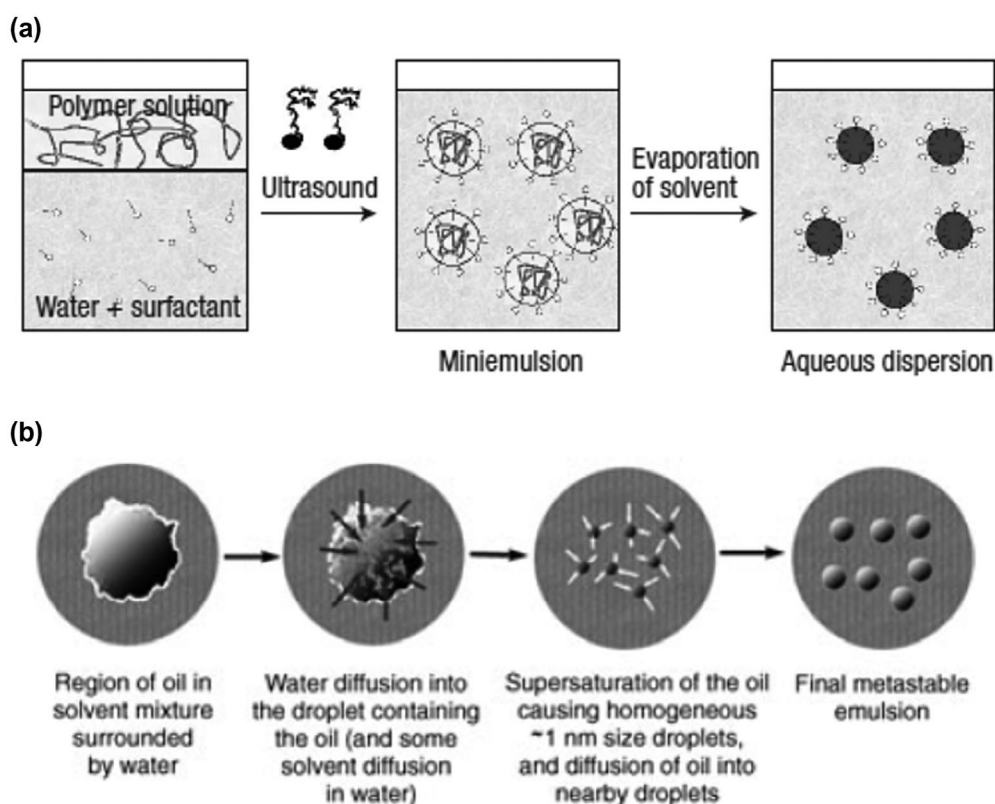 (a)
Polymer solution
Water + surfactant
Ultrasound
Miniemulsion
Evaporation
of solvent
Aqueous dispersion
(b)
Region of oil in
solvent mixture
surrounded
by water
Water diffusion into
the droplet containing
the oil (and some
solvent diffusion
in water)
Supersaturation of the oil
causing homogeneous
~1 nm size droplets,
and diffusion of oil into
nearby droplets
Final metastable
emulsion